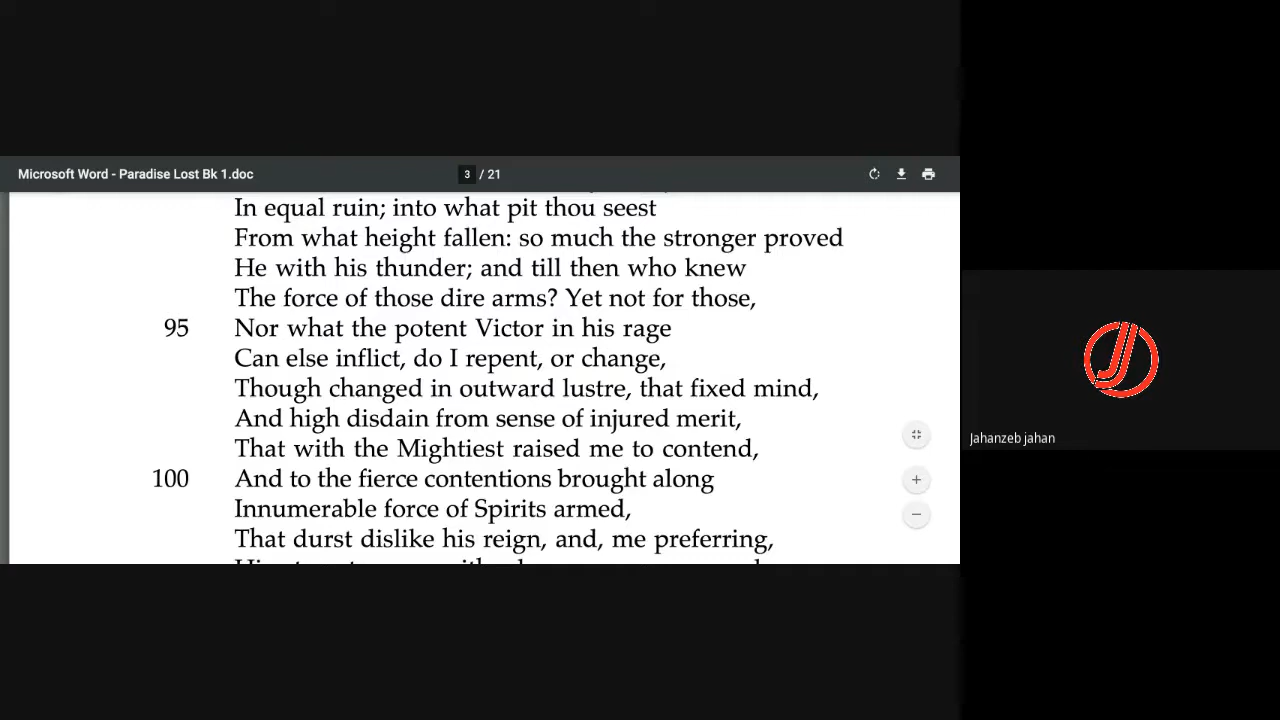 Microsoft Word - Paradise Lost Bk 1.doc
3 / 21
In equal ruin; into what pit thou seest
From what height fallen: so much the stronger proved
He with his thunder; and till then who knew
The force of those dire arms? Yet not for those,
95 Nor what the potent Victor in his rage
Can else inflict, do I repent, or change,
Though changed in outward lustre, that fixed mind,
And high disdain from sense of injured merit,
That with the Mightiest raised me to contend,
100 And to the fierce contentions brought along
Innumerable force of Spirits armed,
That durst dislike his reign, and, me preferring,
Jahanzeb jahan